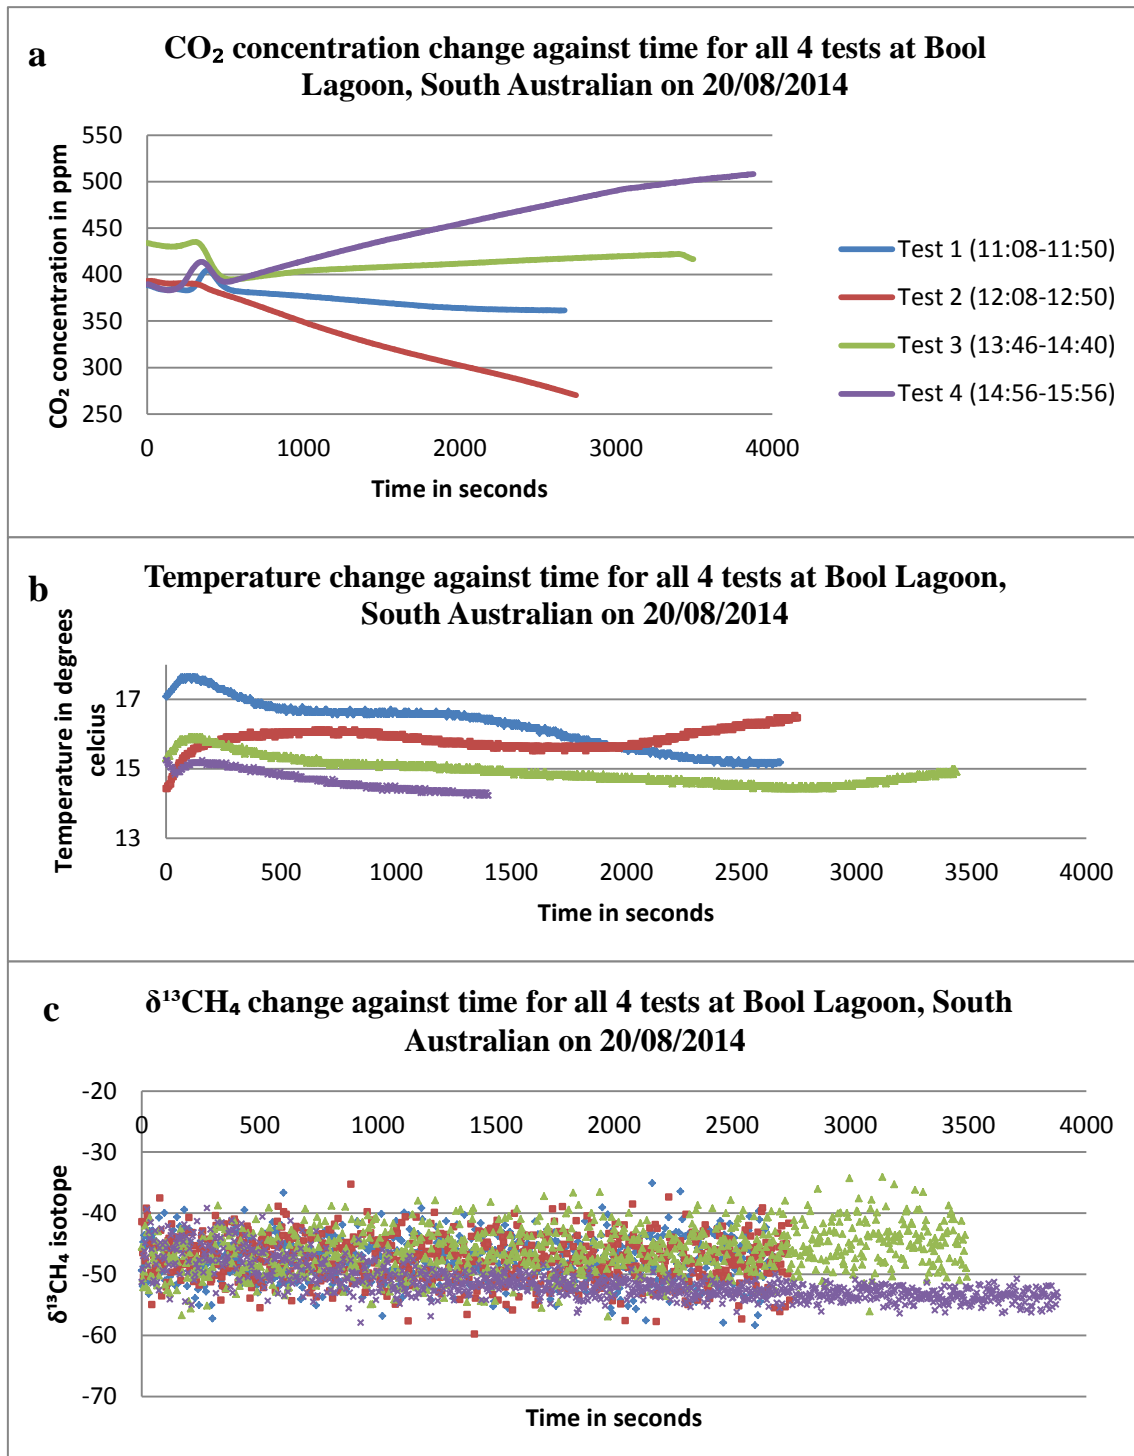 a
CO₂ concentration change against time for all 4 tests at Bool
Lagoon, South Australian on 20/08/2014
CO₂ concentration in ppm
550
500
450
400
350
300
250
0 1000 2000 3000 4000
Time in seconds
Test 1 (11:08-11:50)
Test 2 (12:08-12:50)
Test 3 (13:46-14:40)
Test 4 (14:56-15:56)
b
Temperature change against time for all 4 tests at Bool Lagoon,
South Australian on 20/08/2014
Temperature in degrees
celcius
17
15
13
0 500 1000 1500 2000 2500 3000 3500 4000
Time in seconds
c
δ¹³CH₄ change against time for all 4 tests at Bool Lagoon, South
Australian on 20/08/2014
δ¹³CH₄ isotope
-20
0 500 1000 1500 2000 2500 3000 3500 4000
-30
-40
-50
-60
-70
Time in seconds